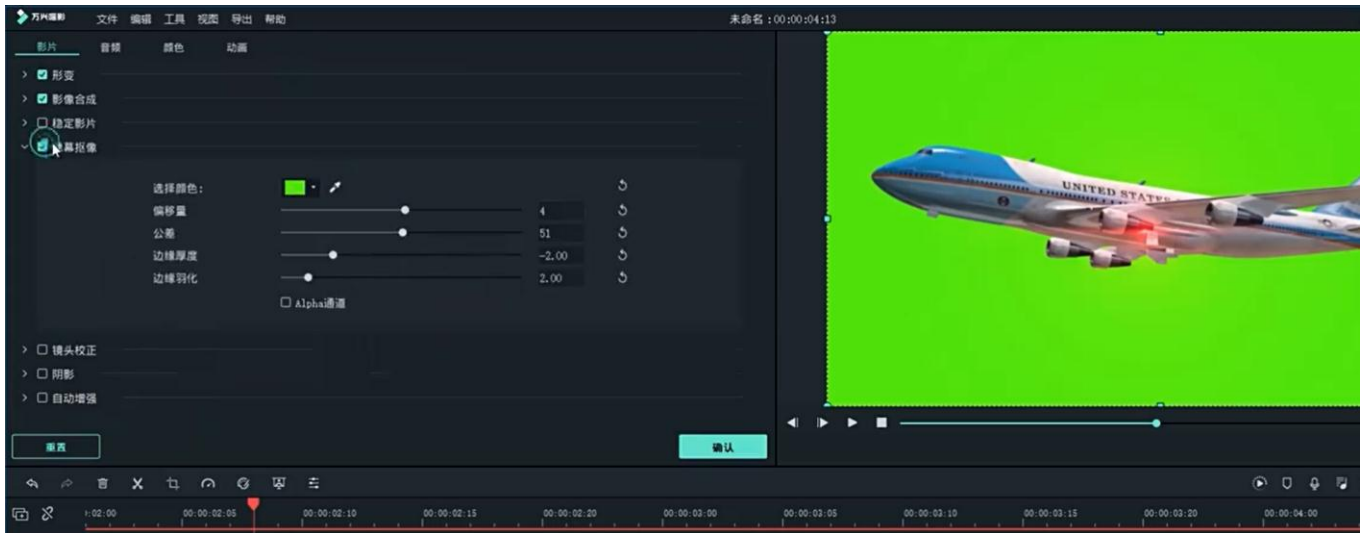 万兴喵影 文件 编辑 工具 视图 导出 帮助 未命名 : 00:00:04:13
影片 音频 颜色 动画
形变
影像合成
稳定影片
幕抠像
选择颜色:
偏移量 4
公差 51
边缘厚度 -2.00
边缘羽化 2.00
Alpha通道
镜头校正
阴影
自动增强
UNITED STATES
重置 确认
:02:00 00:00:02:05 00:00:02:10 00:00:02:15 00:00:02:20 00:00:03:00 00:00:03:05 00:00:03:10 00:00:03:15 00:00:03:20 00:00:04:00